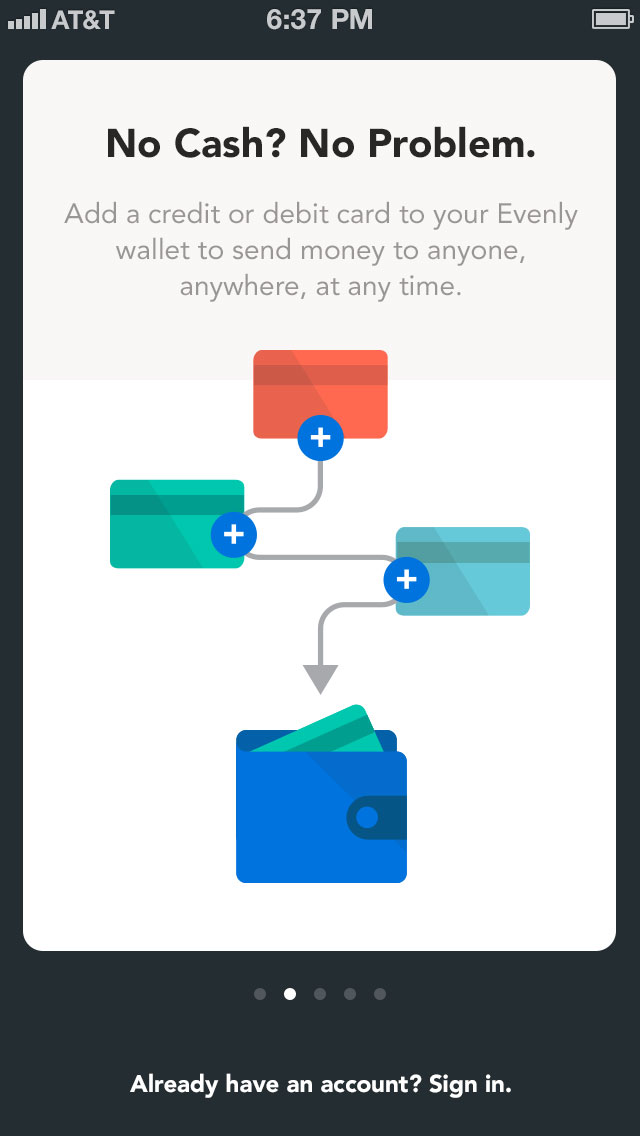 AT&T 6:37 PM
No Cash? No Problem.
Add a credit or debit card to your Evenly
wallet to send money to anyone,
anywhere, at any time.
Already have an account? Sign in.